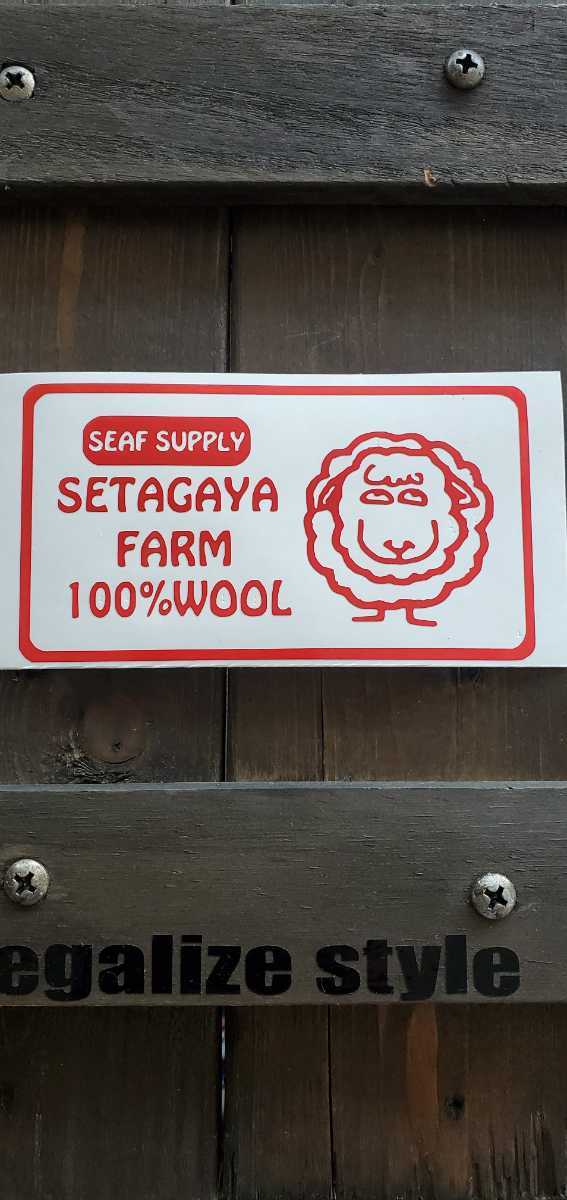 SEAF SUPPLY
SETAGAYA
FARM
100%WOOL
egalize style